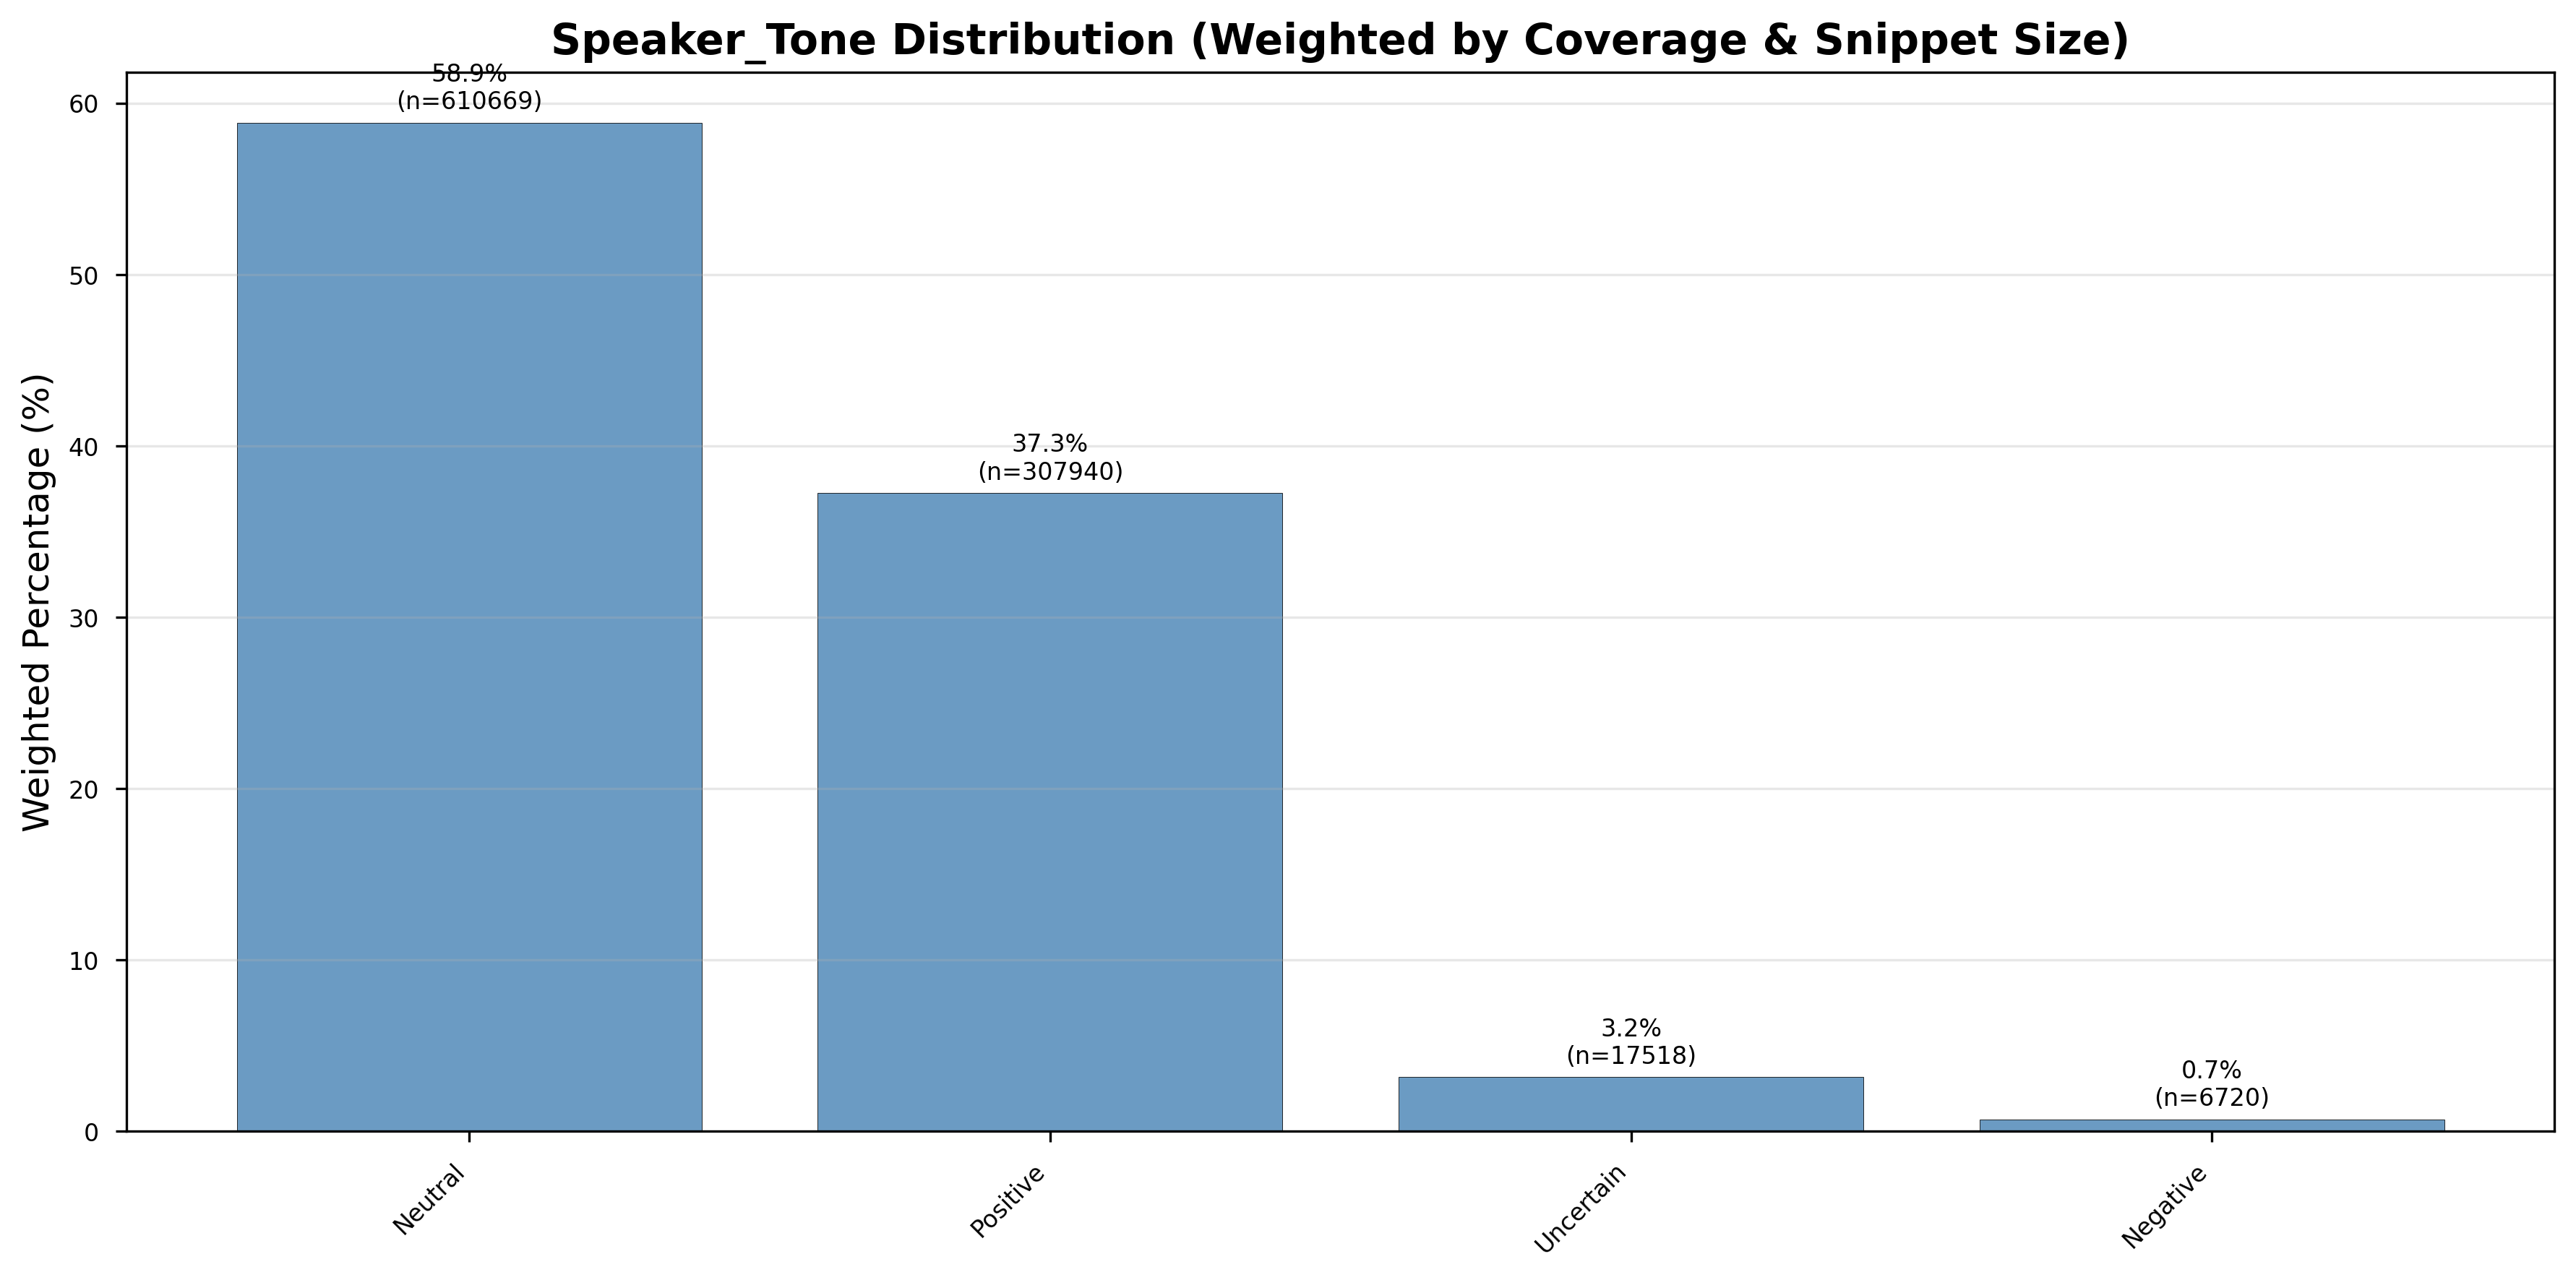 Speaker_Tone Distribution (Weighted by Coverage & Snippet Size)
Weighted Percentage (%)
60
50
40
30
20
10
0
58.9%
(n=610669)
37.3%
(n=307940)
3.2%
(n=17518)
0.7%
(n=6720)
Neutral
Positive
Uncertain
Negative